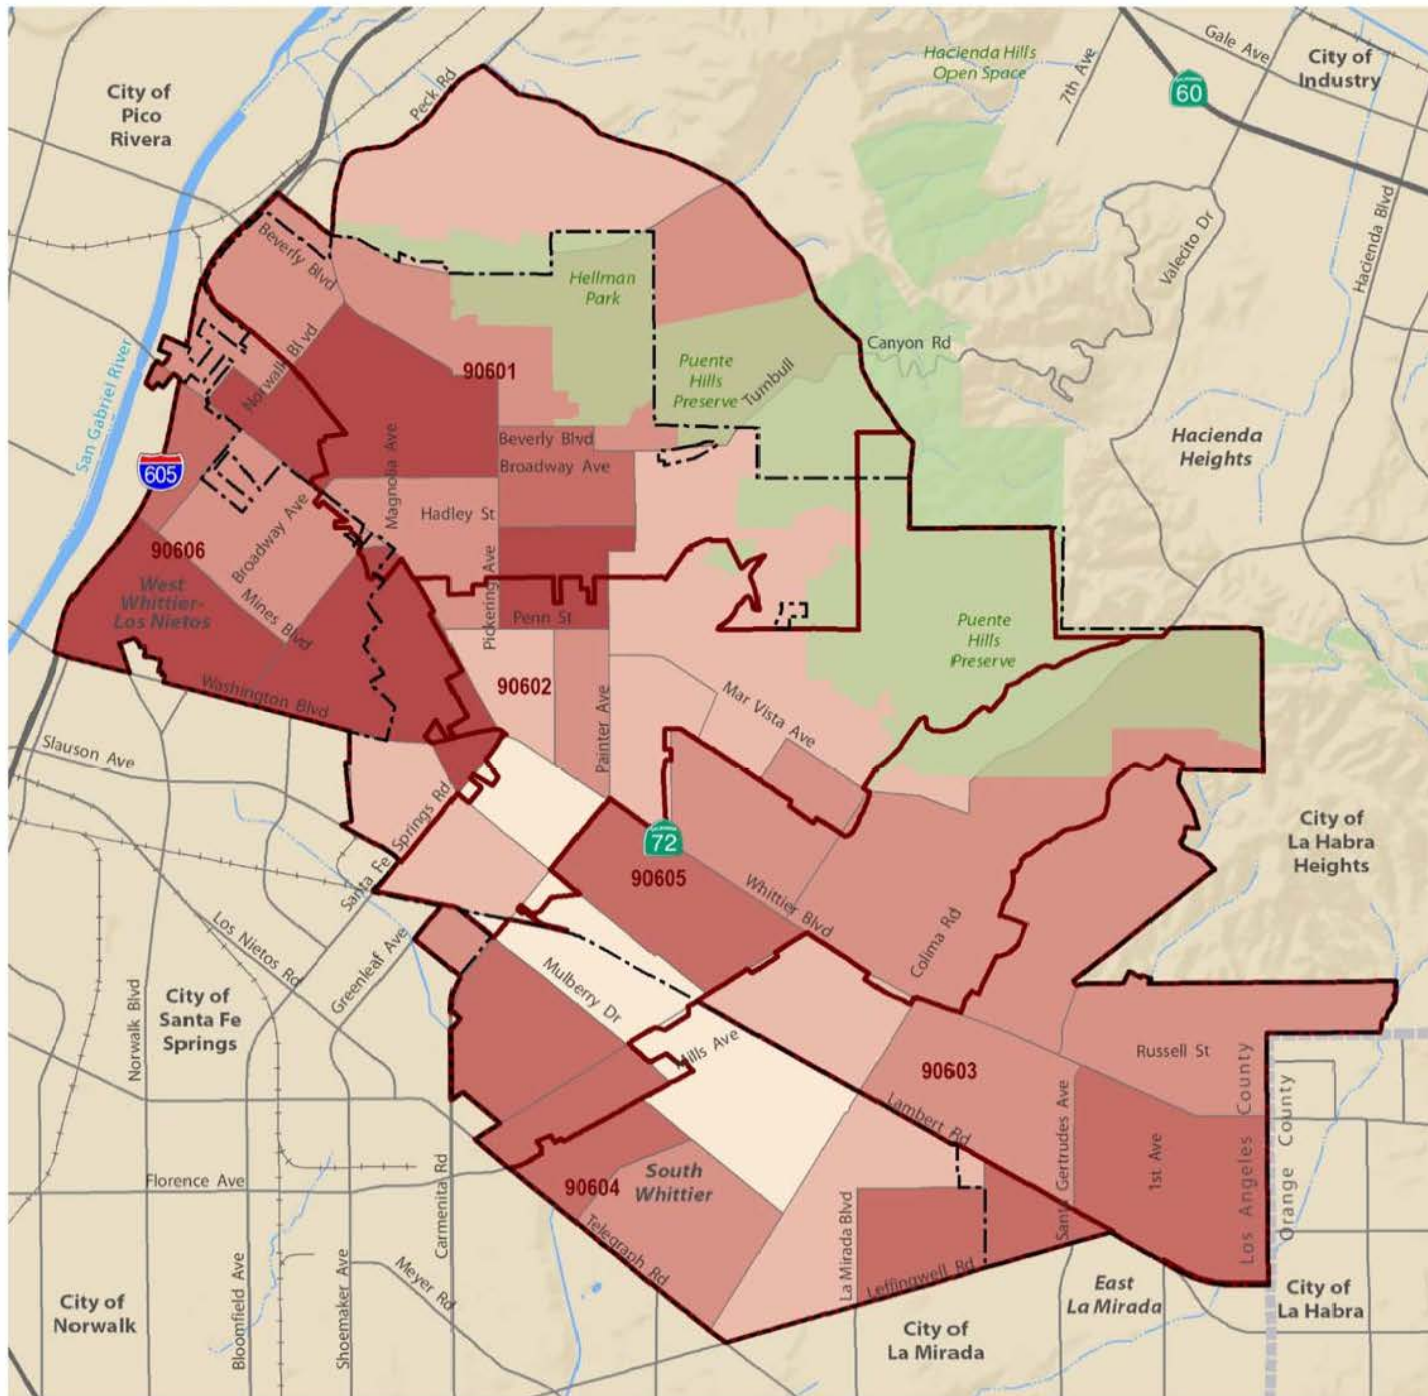 Hacienda Hills
Open Space
7th Ave
Gale Ave
City of
Industry
CALIFORNIA
60
City of
Pico
Rivera
Peck Rd
Hacienda Blvd
Valecito Dr
Beverly Blvd
Hellman
Park
Canyon Rd
Turnbull
Puente
Hills
Preserve
90601
Norwalk Blvd
San Gabriel River
Magnolia Ave
Beverly Blvd
Broadway Ave
Hacienda
Heights
605
Hadley St
Broadway Ave
90606
West
Whittier-
Los Nietos
Mines Blvd
Pickering Ave
Penn St
Puente
Hills
Preserve
90602
Painter Ave
Mar Vista Ave
Washington Blvd
Slauson Ave
Santa Fe Springs Rd
CALIFORNIA
72
90605
Whittier Blvd
Colima Rd
City of
La Habra
Heights
Los Nietos Rd
Greenleaf Ave
Mulberry Dr
Norwalk Blvd
City of
Santa Fe
Springs
Mills Ave
90603
Lambert Rd
Russell St
Santa Gertrudes Ave
1st Ave
Los Angeles County
Orange County
Florence Ave
Carmenita Rd
90604
South
Whittier
Telegraph Rd
La Mirada Blvd
Leffingwell Rd
Bloomfield Ave
Shoemaker Ave
Meyer Rd
City of
Norwalk
East
La Mirada
City of
La Habra
City of
La Mirada